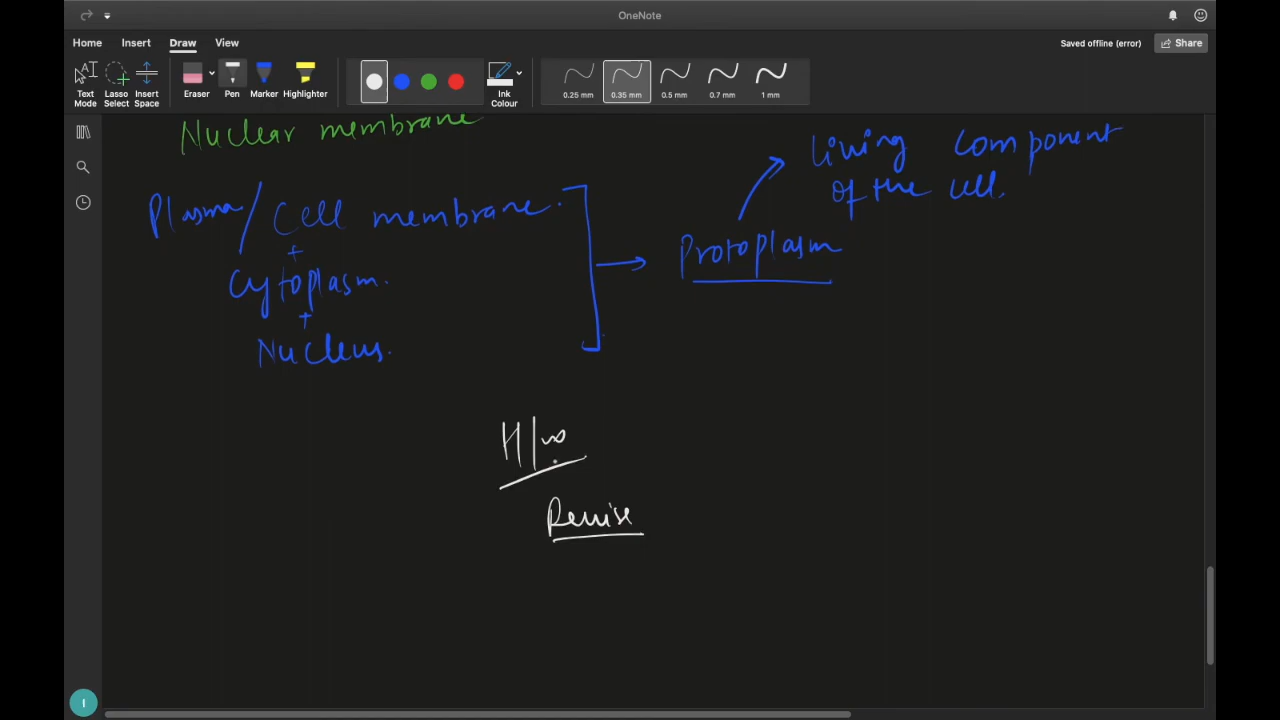 OneNote
Home Insert Draw View
Saved offline (error) Share
Text Mode
Lasso Select
Insert Space
Eraser
Pen
Marker
Highlighter
Ink Colour
0.25 mm
0.35 mm
0.5 mm
0.7 mm
1 mm
Nuclear membrane
Plasma/ Cell membrane.
+
Cytoplasm.
+
Nucleus.
Protoplasm
living component
of the cell.
H/w
Revise
I